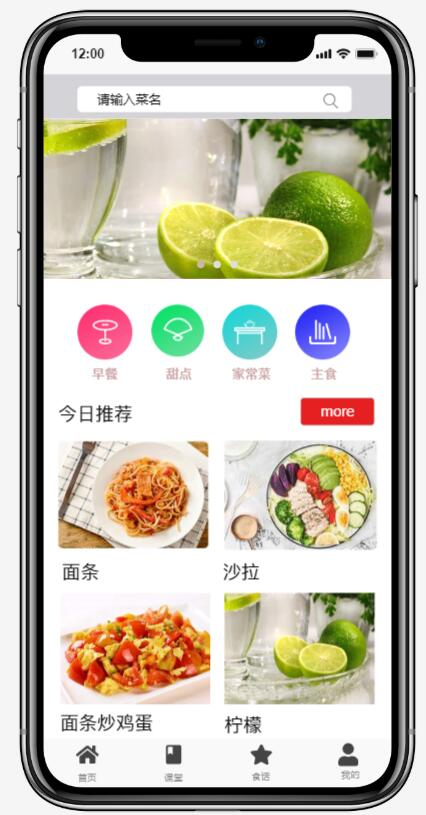 12:00
请输入菜名
早餐 甜点 家常菜 主食
今日推荐 more
面条 沙拉
面条炒鸡蛋 柠檬
首页 课堂 食话 我的